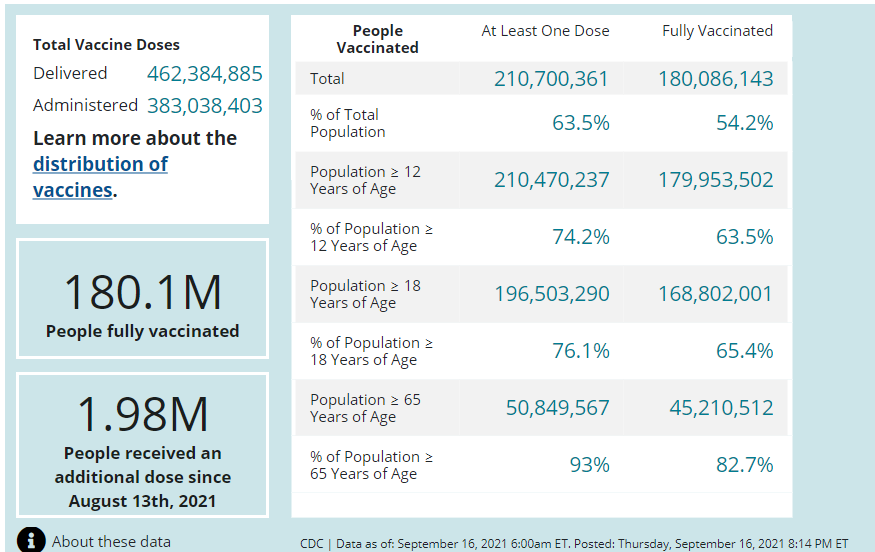 Total Vaccine Doses
Delivered 462,384,885
Administered 383,038,403
Learn more about the
distribution of
vaccines.
180.1M
People fully vaccinated
1.98M
People received an
additional dose since
August 13th, 2021
About these data
People
Vaccinated
At Least One Dose
Fully Vaccinated
Total 210,700,361 180,086,143
% of Total
Population
63.5% 54.2%
Population ≥ 12
Years of Age
210,470,237 179,953,502
% of Population ≥
12 Years of Age
74.2% 63.5%
Population ≥ 18
Years of Age
196,503,290 168,802,001
% of Population ≥
18 Years of Age
76.1% 65.4%
Population ≥ 65
Years of Age
50,849,567 45,210,512
% of Population ≥
65 Years of Age
93% 82.7%
CDC | Data as of: September 16, 2021 6:00am ET. Posted: Thursday, September 16, 2021 8:14 PM ET